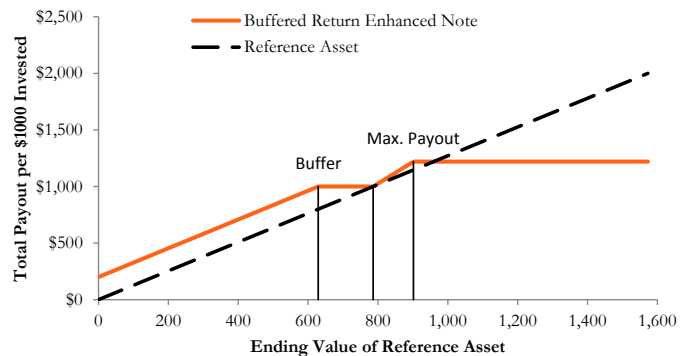 $2,500
Buffered Return Enhanced Note
Reference Asset
$2,000
$1,500
Max. Payout
Buffer
$1,000
$500
$0
Total Payout per $1000 Invested
0
200
400
600
800
1,000
1,200
1,400
1,600
Ending Value of Reference Asset